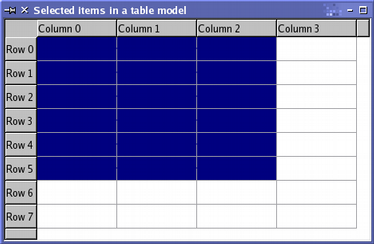 Selected items in a table model
Column 0 Column 1 Column 2 Column 3
Row 0
Row 1
Row 2
Row 3
Row 4
Row 5
Row 6
Row 7